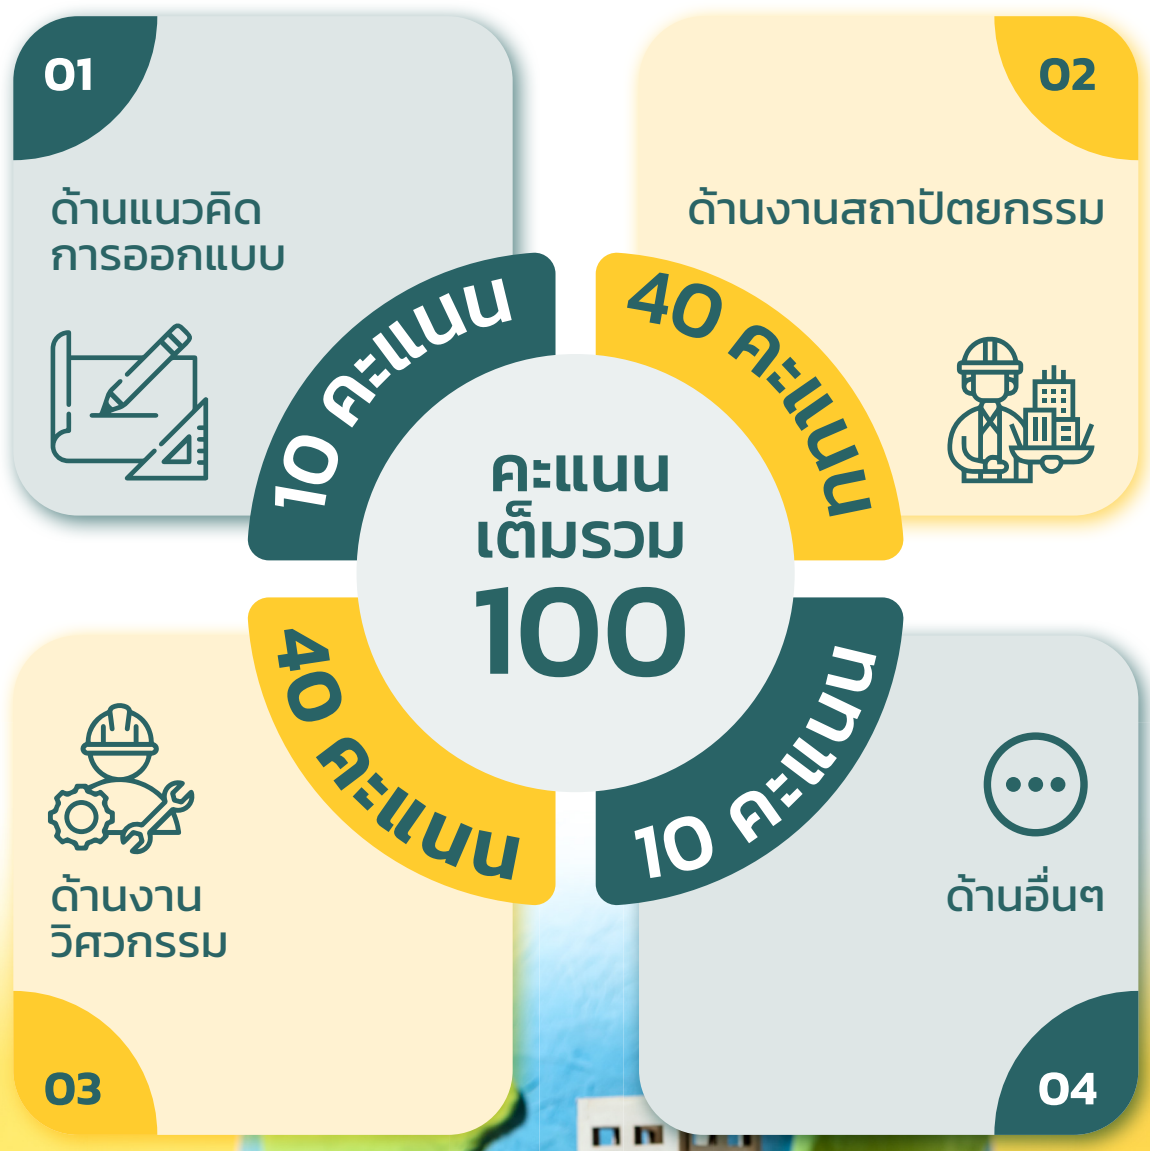 01
ด้านแนวคิด
การออกแบบ
10 คะแนน
02
ด้านงานสถาปัตยกรรม
40 คะแนน
คะแนน
เต็มรวม
100
40 คะแนน
ด้านงาน
วิศวกรรม
03
10 คะแนน
ด้านอื่นๆ
04